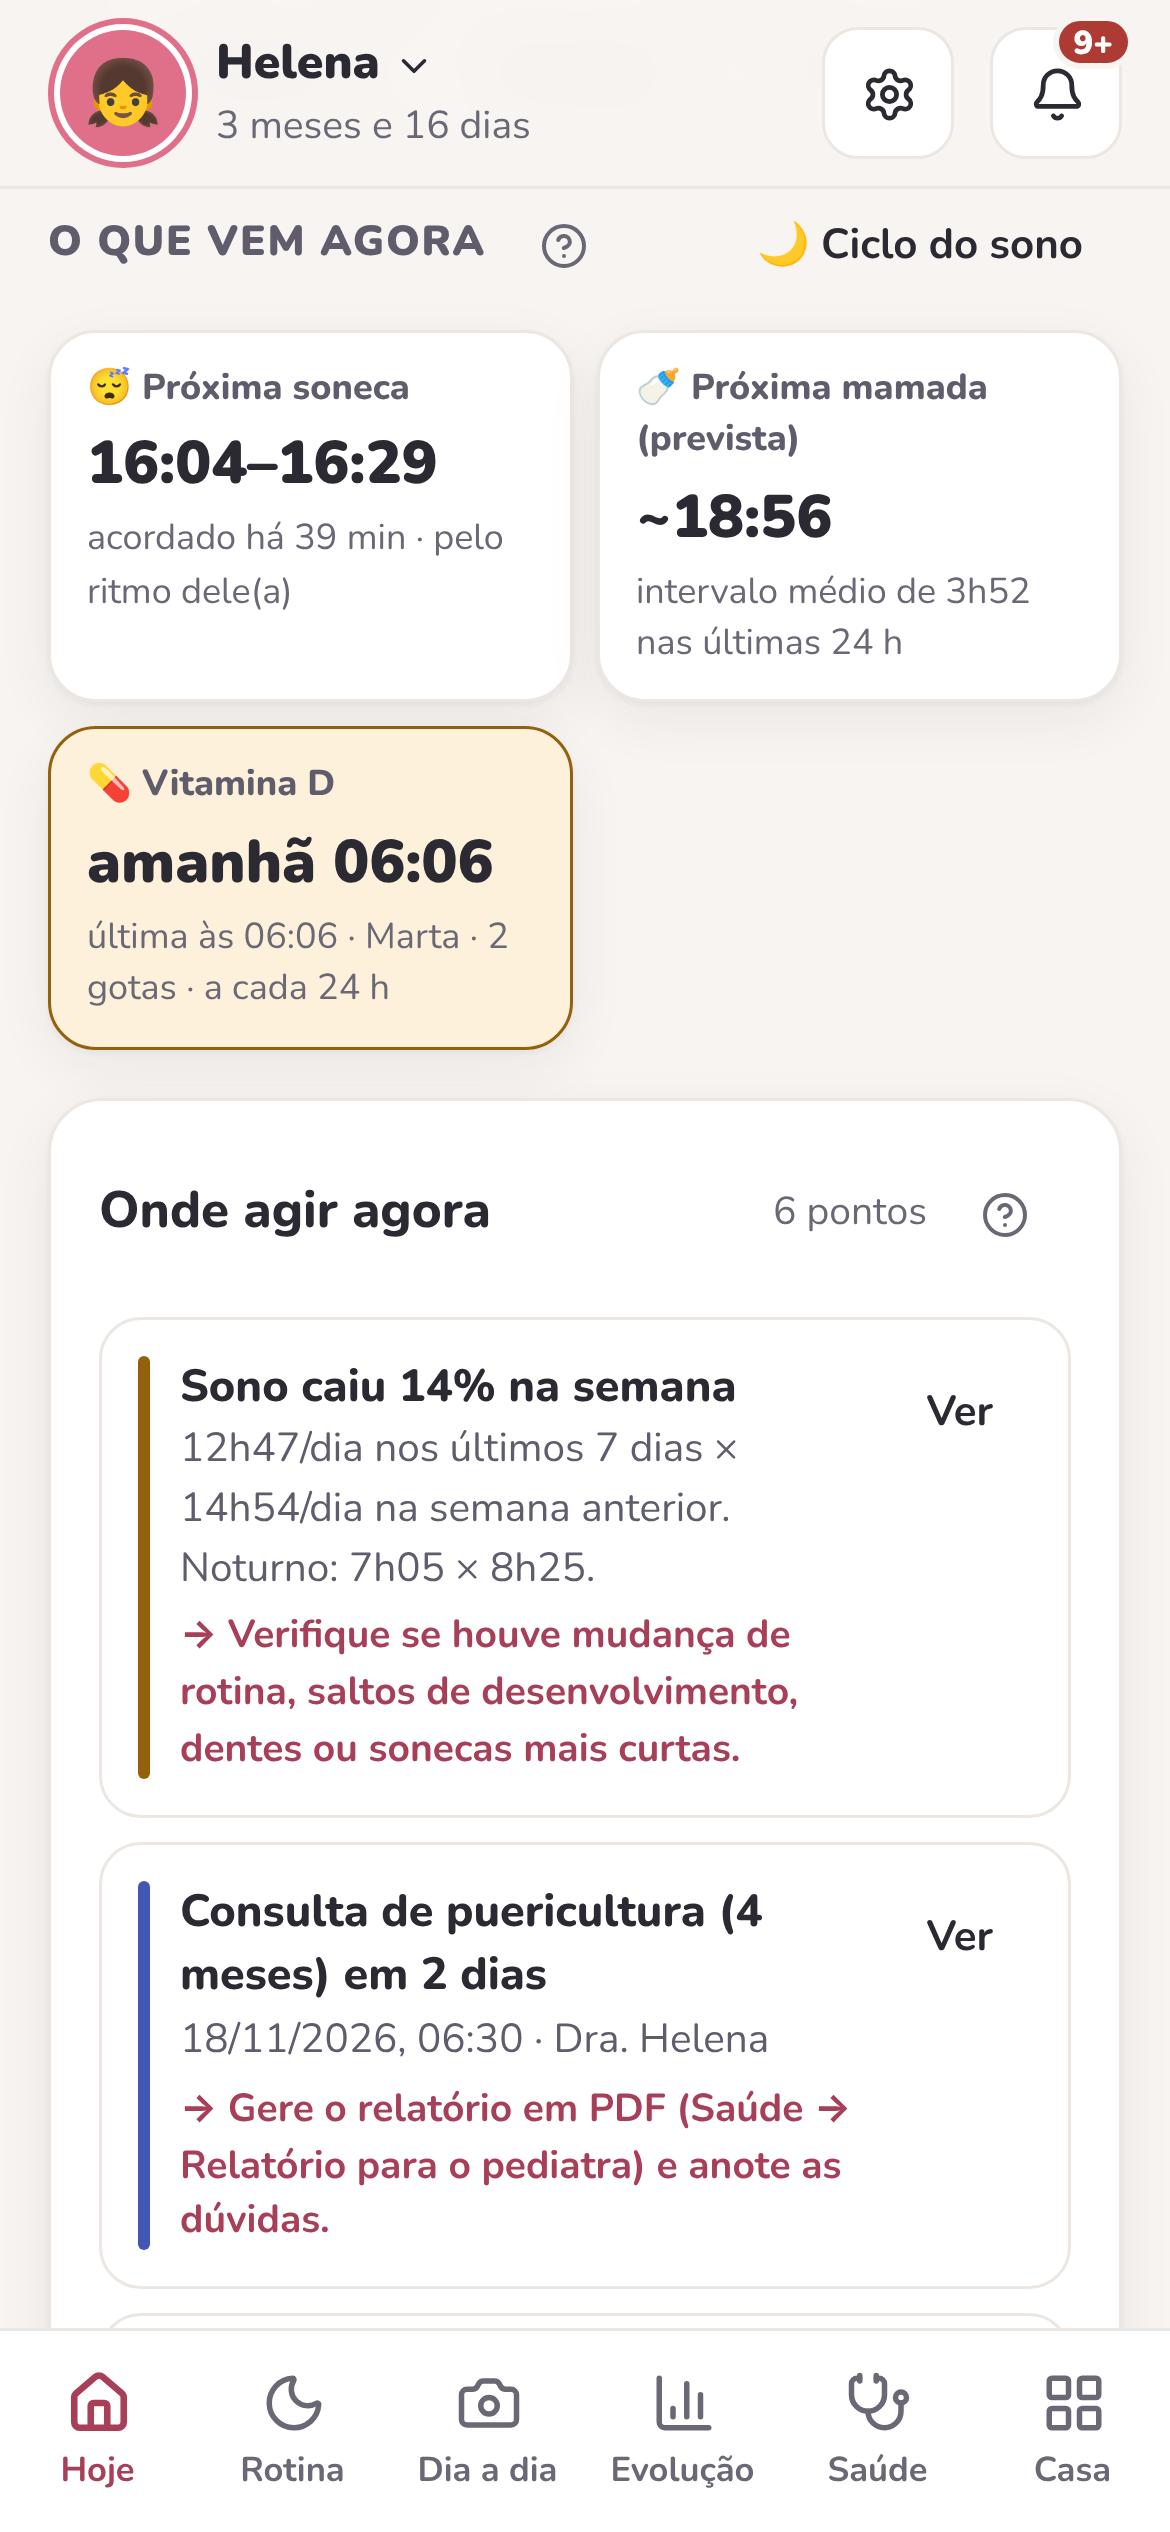 Helena
3 meses e 16 dias
9+
O QUE VEM AGORA
🌙 Ciclo do sono
😴 Próxima soneca
16:04–16:29
acordado há 39 min · pelo
ritmo dele(a)
🍼 Próxima mamada
(prevista)
~18:56
intervalo médio de 3h52
nas últimas 24 h
💊 Vitamina D
amanhã 06:06
última às 06:06 · Marta · 2
gotas · a cada 24 h
Onde agir agora
6 pontos
Sono caiu 14% na semana
Ver
12h47/dia nos últimos 7 dias ×
14h54/dia na semana anterior.
Noturno: 7h05 × 8h25.
→ Verifique se houve mudança de
rotina, saltos de desenvolvimento,
dentes ou sonecas mais curtas.
Consulta de puericultura (4
meses) em 2 dias
Ver
18/11/2026, 06:30 · Dra. Helena
→ Gere o relatório em PDF (Saúde →
Relatório para o pediatra) e anote as
dúvidas.
Hoje
Rotina
Dia a dia
Evolução
Saúde
Casa